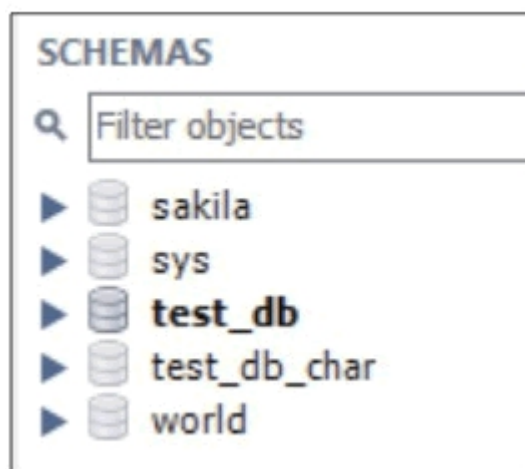 SCHEMAS
Filter objects
sakila
sys
test_db
test_db_char
world